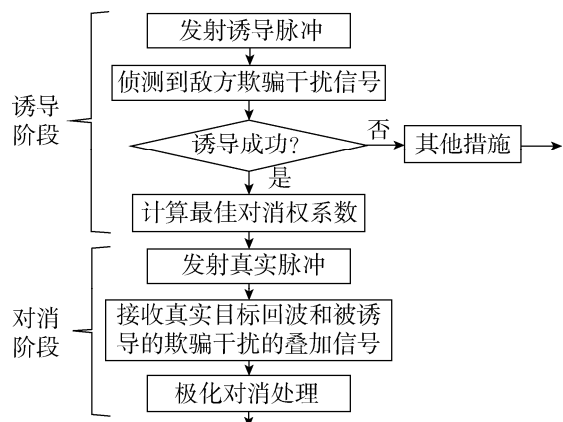 发射诱导脉冲
侦测到敌方欺骗干扰信号
诱导
阶段
诱导成功?
否
其他措施
是
计算最佳对消权系数
发射真实脉冲
对消
阶段
接收真实目标回波和被诱
导的欺骗干扰的叠加信号
极化对消处理